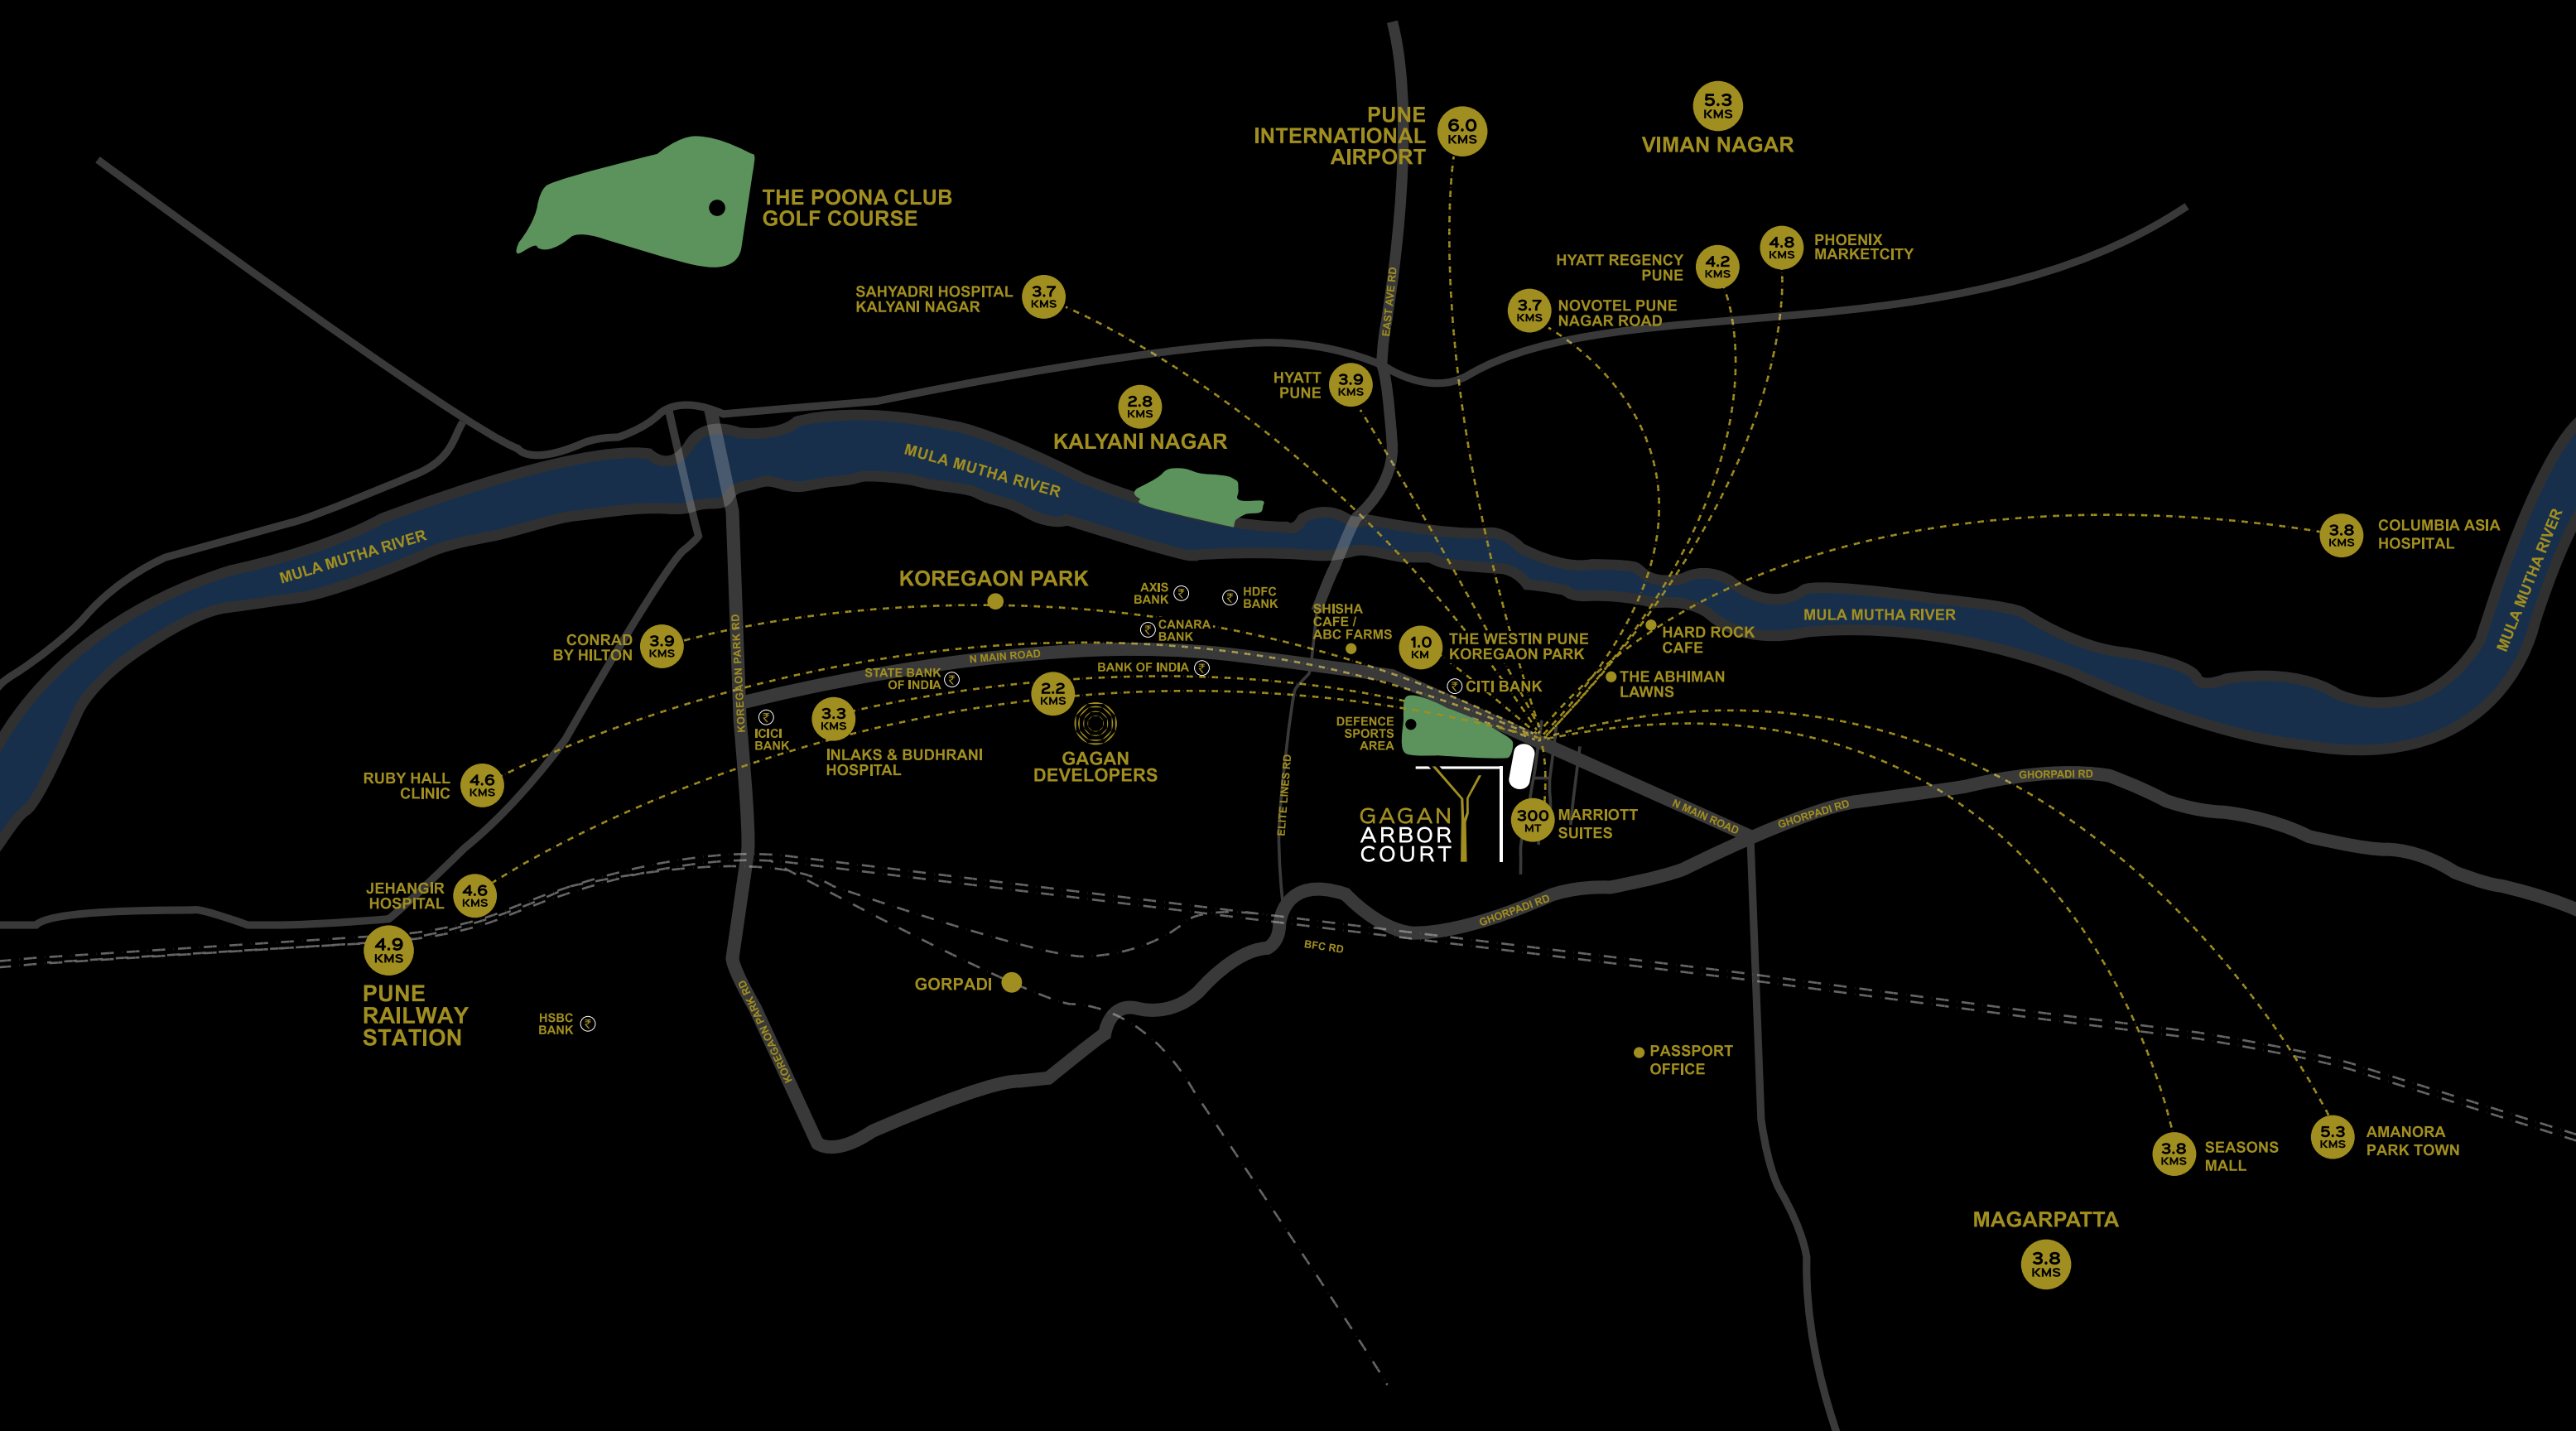 5.3
KMS
VIMAN NAGAR
PUNE
INTERNATIONAL
AIRPORT
6.0
KMS
THE POONA CLUB
GOLF COURSE
4.8
KMS
PHOENIX
MARKETCITY
HYATT REGENCY
PUNE
4.2
KMS
SAHYADRI HOSPITAL
KALYANI NAGAR
3.7
KMS
EAST AVE RD
3.7
KMS
NOVOTEL PUNE
NAGAR ROAD
HYATT
PUNE
3.9
KMS
2.8
KMS
KALYANI NAGAR
MULA MUTHA RIVER
MULA MUTHA RIVER
3.8
KMS
COLUMBIA ASIA
HOSPITAL
MULA MUTHA RIVER
KOREGAON PARK
AXIS
BANK
₹
₹
HDFC
BANK
SHISHA
CAFE /
ABC FARMS
MULA MUTHA RIVER
CONRAD
BY HILTON
3.9
KMS
KOREGAON PARK RD
₹
CANARA
BANK
1.0
KM
THE WESTIN PUNE
KOREGAON PARK
HARD ROCK
CAFE
N MAIN ROAD
BANK OF INDIA
₹
STATE BANK
OF INDIA
₹
₹
CITI BANK
THE ABHIMAN
LAWNS
2.2
KMS
GAGAN
DEVELOPERS
3.3
KMS
INLAKS & BUDHRANI
HOSPITAL
₹
ICICI
BANK
DEFENCE
SPORTS
AREA
RUBY HALL
CLINIC
4.6
KMS
ELITE LINES RD
GAGAN
ARBOR
COURT
300
MT
MARRIOTT
SUITES
N MAIN ROAD
GHORPADI RD
GHORPADI RD
JEHANGIR
HOSPITAL
4.6
KMS
GHORPADI RD
BFC RD
4.9
KMS
PUNE
RAILWAY
STATION
GORPADI
HSBC
BANK
₹
KOREGAON PARK RD
PASSPORT
OFFICE
3.8
KMS
SEASONS
MALL
5.3
KMS
AMANORA
PARK TOWN
MAGARPATTA
3.8
KMS